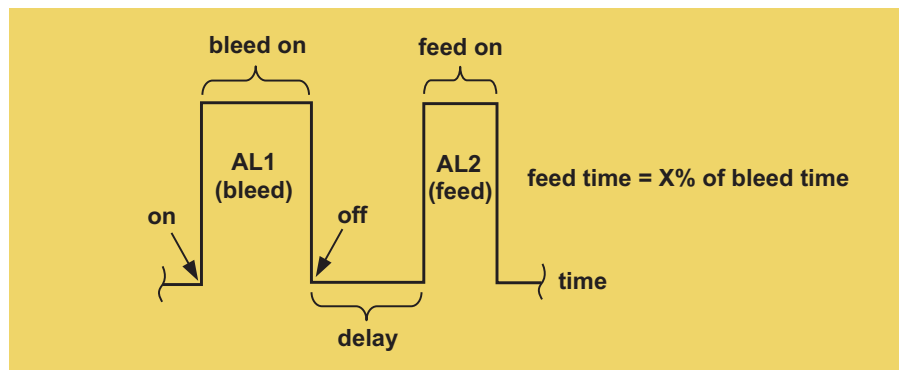 bleed on
feed on
AL1
(bleed)
AL2
(feed)
feed time = X% of bleed time
on
off
time
delay